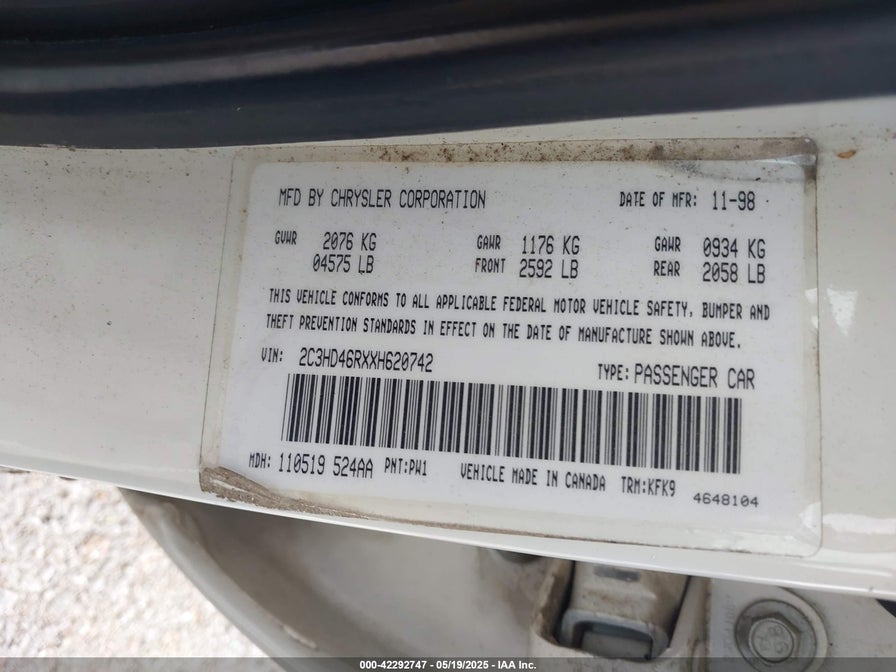 MFD BY CHRYSLER CORPORATION DATE OF MFR: 11-98
GVWR 2076 KG GAWR 1176 KG GAWR 0934 KG
04575 LB FRONT 2592 LB REAR 2058 LB
THIS VEHICLE CONFORMS TO ALL APPLICABLE FEDERAL MOTOR VEHICLE SAFETY, BUMPER AND
THEFT PREVENTION STANDARDS IN EFFECT ON THE DATE OF MANUFACTURE SHOWN ABOVE.
VIN: 2C3HD46RXXH620742 TYPE: PASSENGER CAR
MDH: 110519 524AA PNT:PW1 VEHICLE MADE IN CANADA TRM:KFK9 4648104
000-42292747 - 05/19/2025 - © IAA Inc.